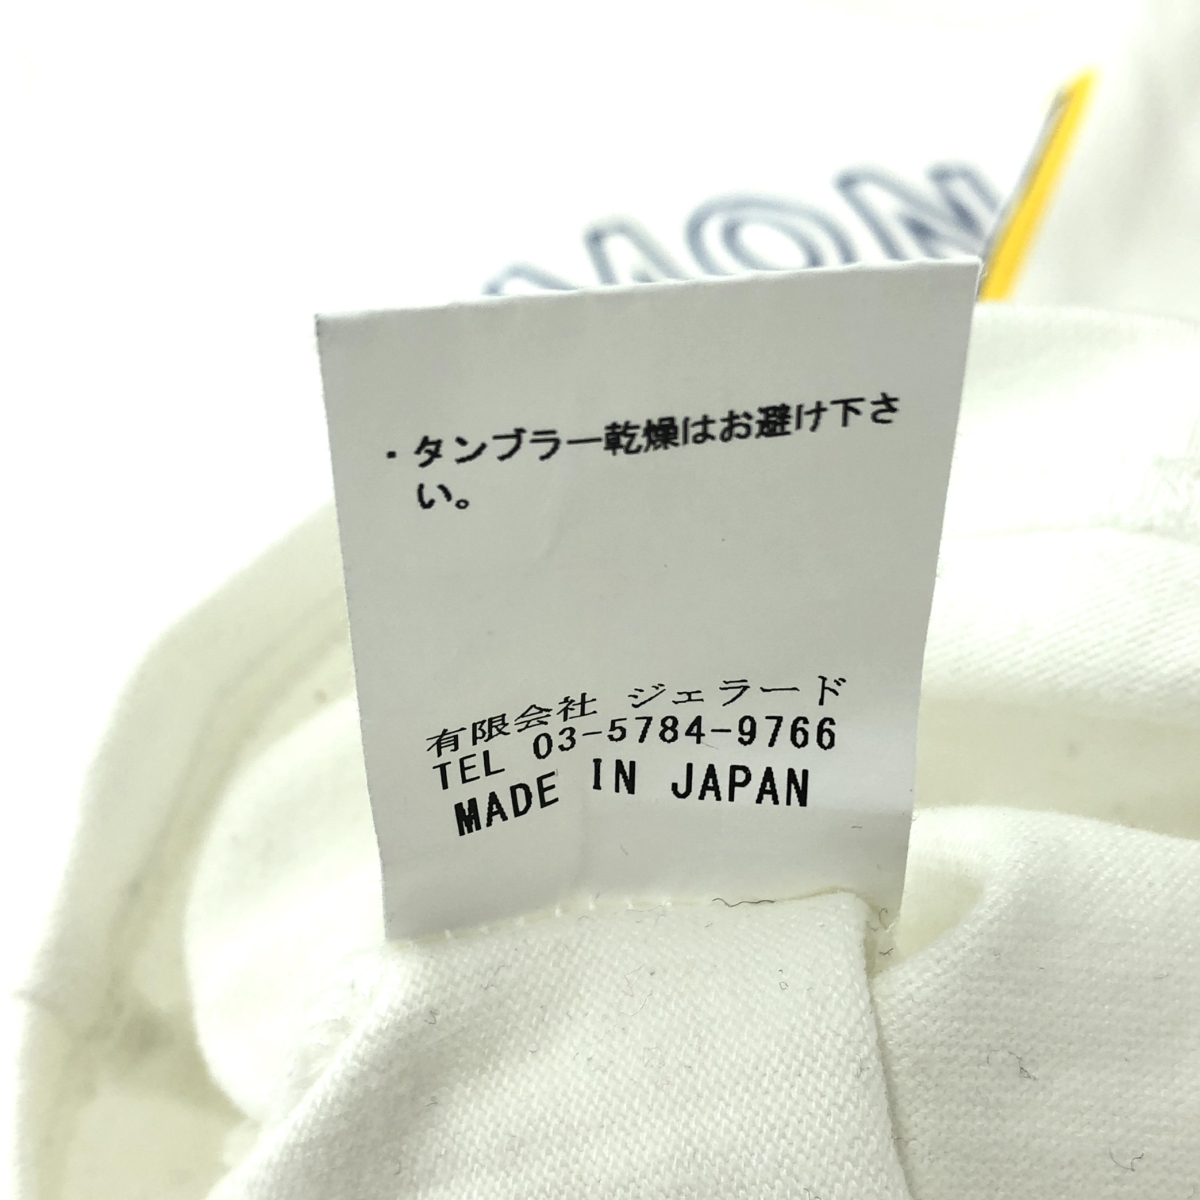 MON
・タンブラー乾燥はお避け下さ
い。
有限会社 ジェラード
TEL 03-5784-9766
MADE IN JAPAN